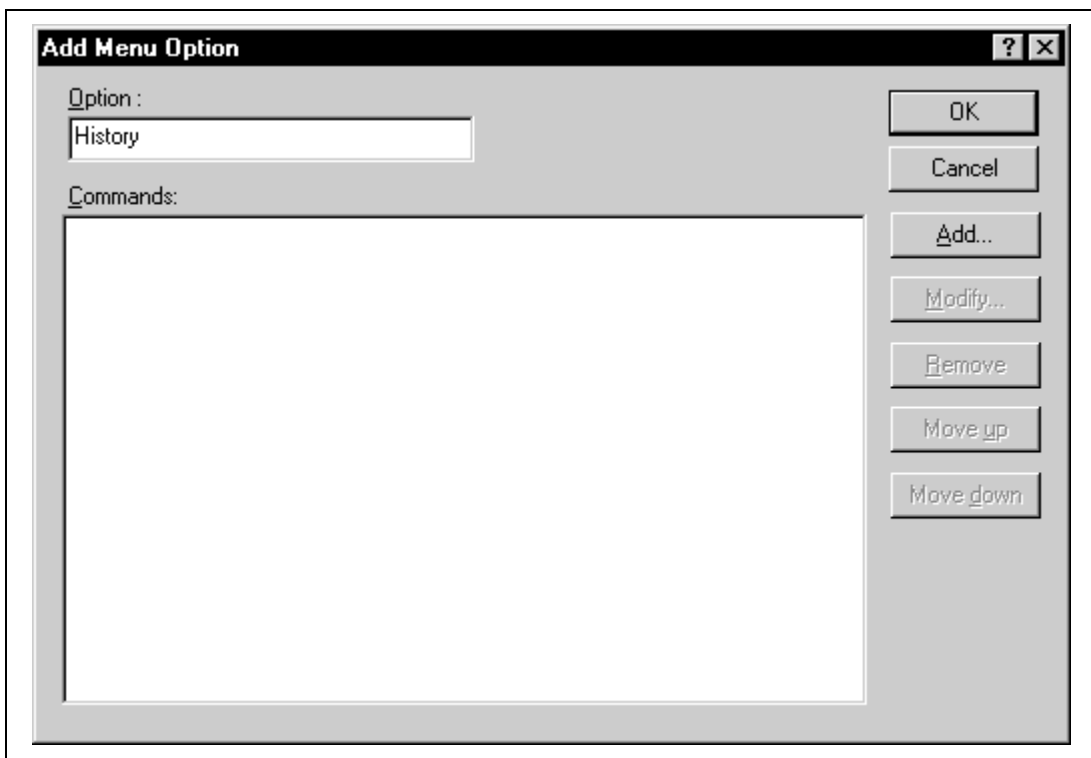 Add Menu Option
Option :
History
Commands:
OK
Cancel
Add...
Modify...
Remove
Move up
Move down